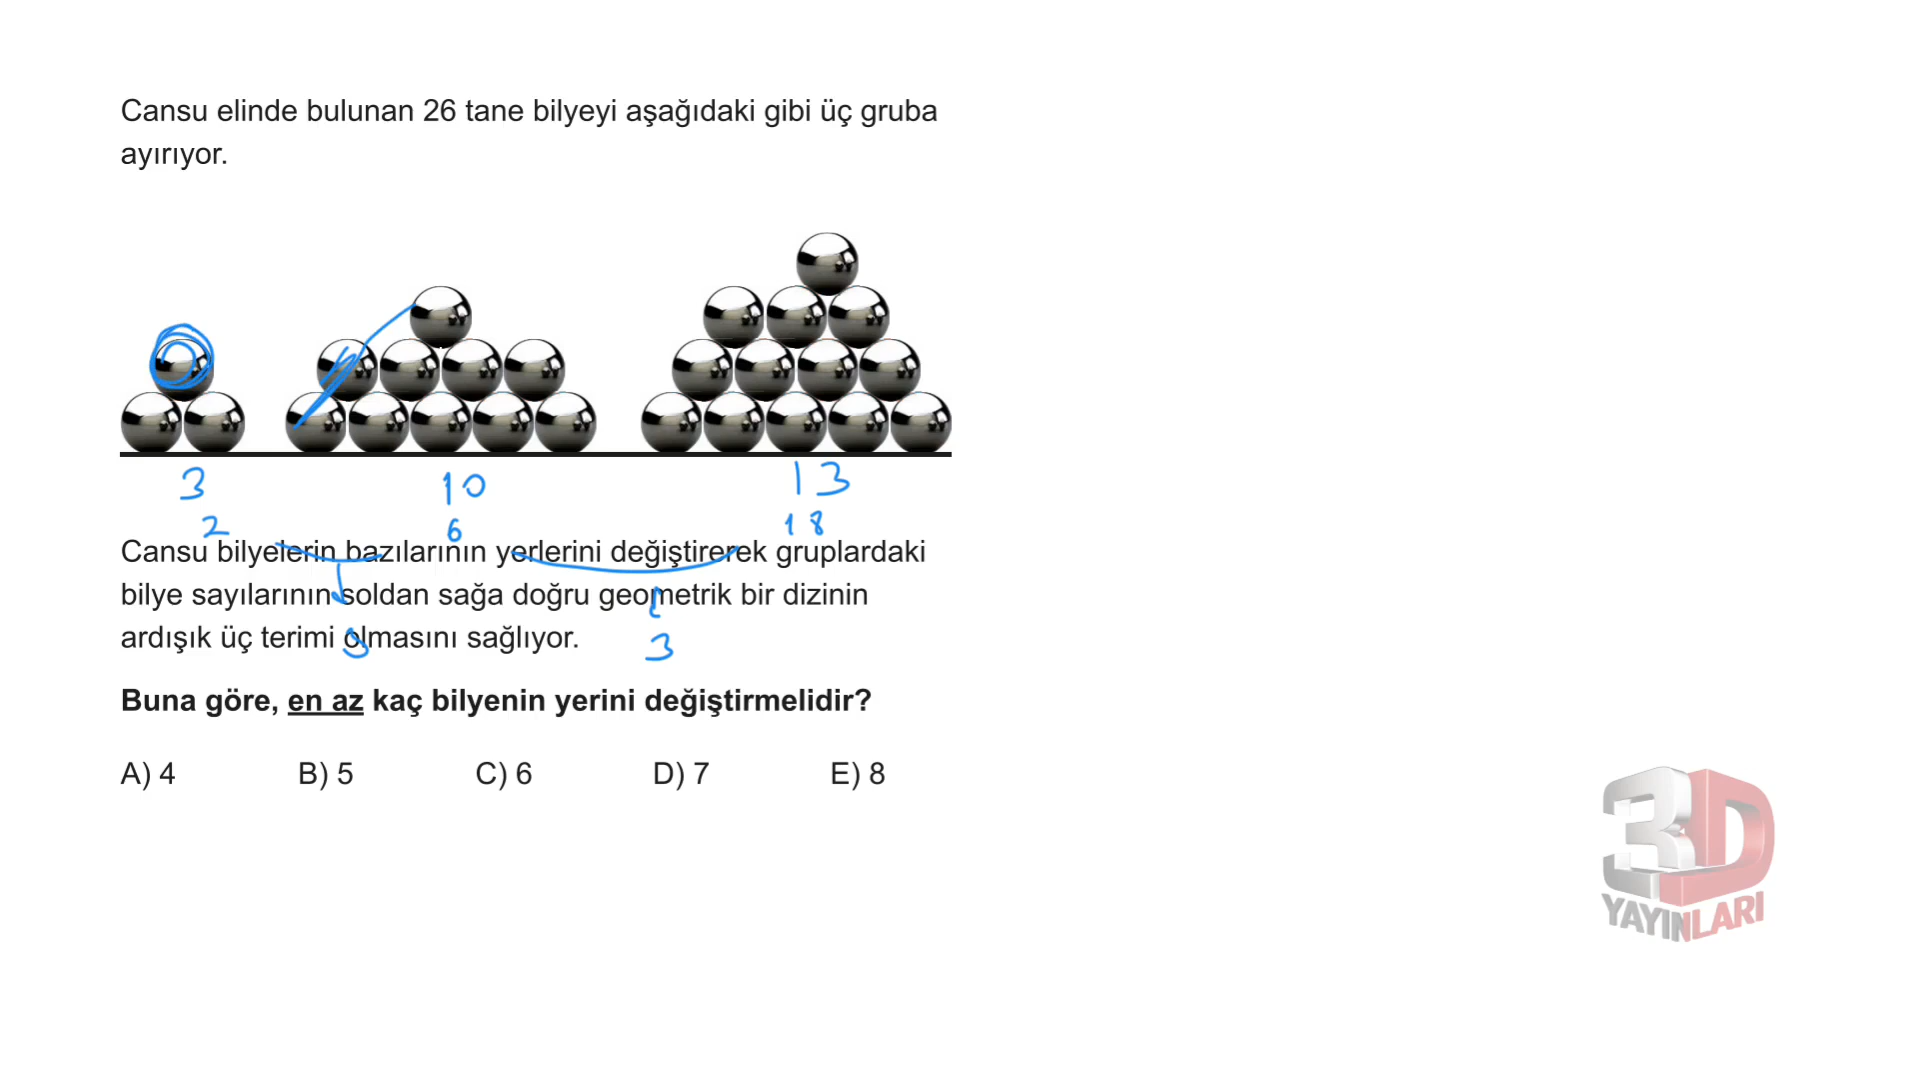 Cansu elinde bulunan 26 tane bilyeyi aşağıdaki gibi üç gruba
ayırıyor.
3 10 13
2 6 18
Cansu bilyelerin bazılarının yerlerini değiştirerek gruplardaki
bilye sayılarının soldan sağa doğru geometrik bir dizinin
ardışık üç terimi olmasını sağlıyor.
3 3
Buna göre, en az kaç bilyenin yerini değiştirmelidir?
A) 4 B) 5 C) 6 D) 7 E) 8
3D
YAYINLARI